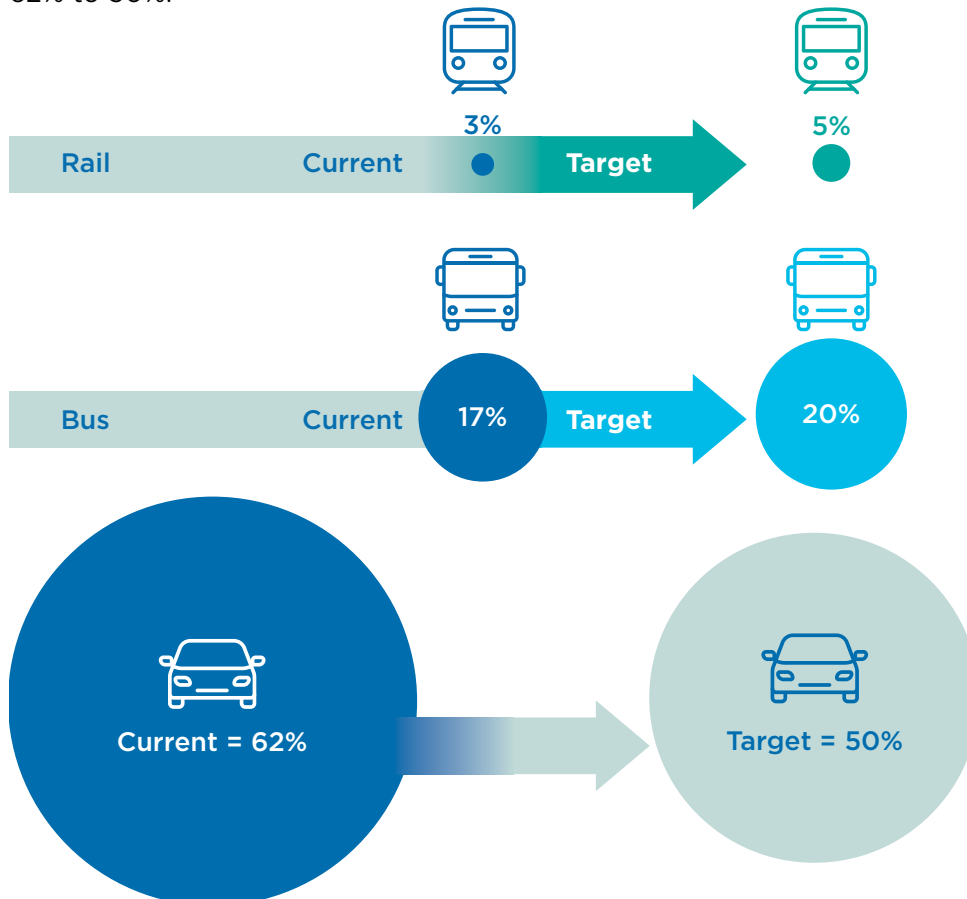 3%
5%
Rail Current Target
Bus Current 17% Target 20%
Current = 62%
Target = 50%